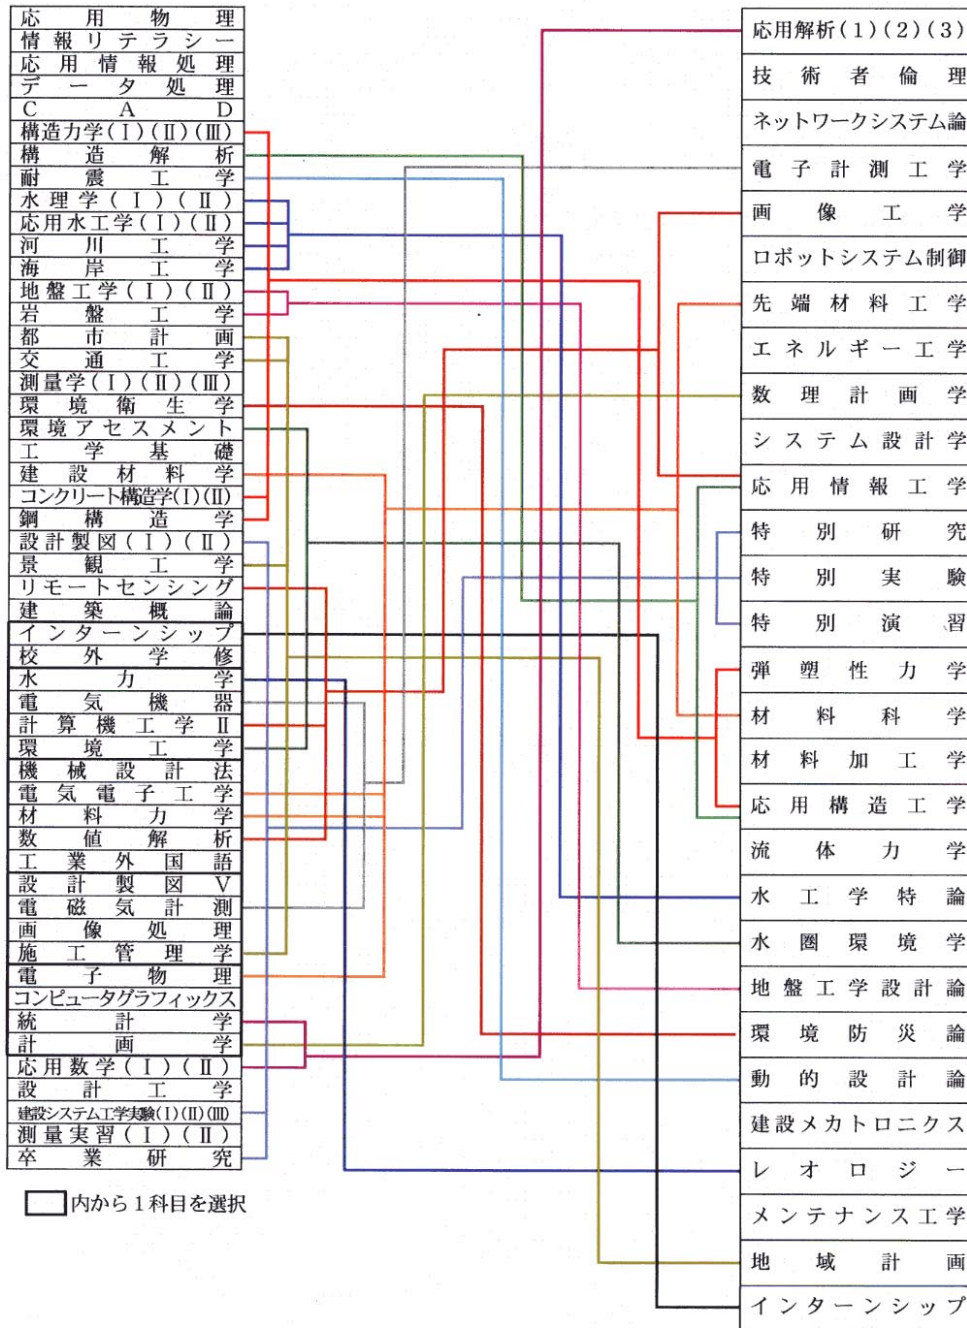 応用物理
情報リテラシー
応用情報処理
データ処理
CAD
構造力学(Ⅰ)(Ⅱ)(Ⅲ)
構造解析
耐震工学
水理学(Ⅰ)(Ⅱ)
応用水工学(Ⅰ)(Ⅱ)
河川工学
海岸工学
地盤工学(Ⅰ)(Ⅱ)
岩盤工学
都市計画
交通工学
測量学(Ⅰ)(Ⅱ)(Ⅲ)
環境衛生学
環境アセスメント
工学基礎
建設材料学
コンクリート構造学(Ⅰ)(Ⅱ)
鋼構造学
設計製図(Ⅰ)(Ⅱ)
景観工学
リモートセンシング
建築概論
インターンシップ
校外学修
水力学
電気機器
計算機工学Ⅱ
環境工学
機械設計法
電気電子工学
材料力学
数値解析
工業外国語
設計製図Ⅴ
電磁気計測
画像処理
施工管理学
電子物理
コンピュータグラフィックス
統計学
計画学
応用数学(Ⅰ)(Ⅱ)
設計工学
建設システム工学実験(Ⅰ)(Ⅱ)(Ⅲ)
測量実習(Ⅰ)(Ⅱ)
卒業研究
内から1科目を選択
応用解析(1)(2)(3)
技術者倫理
ネットワークシステム論
電子計測工学
画像工学
ロボットシステム制御
先端材料工学
エネルギー工学
数理計画学
システム設計学
応用情報工学
特別研究
特別実験
特別演習
弾塑性力学
材料科学
材料加工学
応用構造工学
流体力学
水工学特論
水圏環境学
地盤工学設計論
環境防災論
動的設計論
建設メカトロニクス
レオロジー
メンテナンス工学
地域計画
インターンシップ